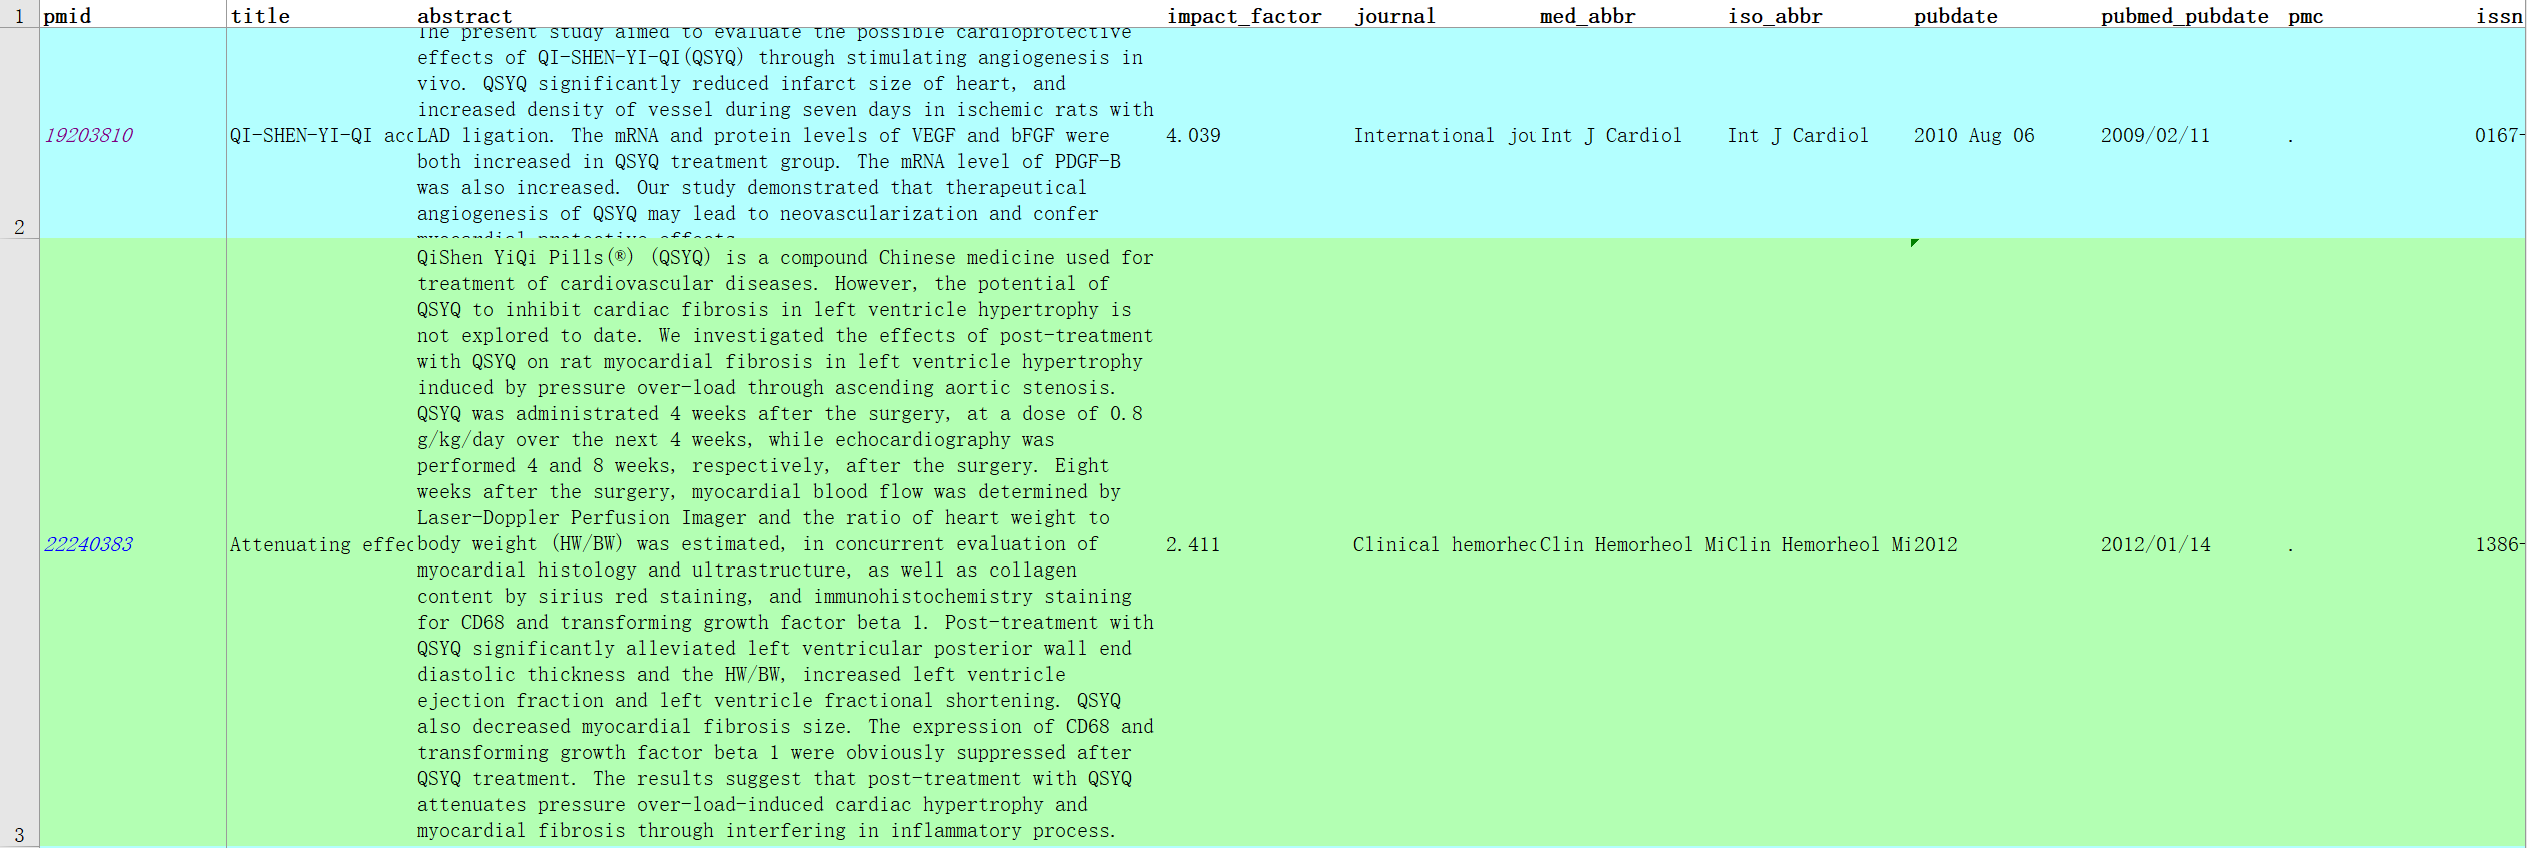 1 pmid title abstract impact_factor journal med_abbr iso_abbr pubdate pubmed_pubdate pmc issn
The present study aimed to evaluate the possible cardioprotective
effects of QI-SHEN-YI-QI(QSYQ) through stimulating angiogenesis in
vivo. QSYQ significantly reduced infarct size of heart, and
increased density of vessel during seven days in ischemic rats with
19203810 QI-SHEN-YI-QI acc LAD ligation. The mRNA and protein levels of VEGF and bFGF were 4.039 International jou Int J Cardiol Int J Cardiol 2010 Aug 06 2009/02/11 . 0167-
both increased in QSYQ treatment group. The mRNA level of PDGF-B
was also increased. Our study demonstrated that therapeutical
angiogenesis of QSYQ may lead to neovascularization and confer
2 myocardial protective effects
QiShen YiQi Pills(®) (QSYQ) is a compound Chinese medicine used for
treatment of cardiovascular diseases. However, the potential of
QSYQ to inhibit cardiac fibrosis in left ventricle hypertrophy is
not explored to date. We investigated the effects of post-treatment
with QSYQ on rat myocardial fibrosis in left ventricle hypertrophy
induced by pressure over-load through ascending aortic stenosis.
QSYQ was administrated 4 weeks after the surgery, at a dose of 0.8
g/kg/day over the next 4 weeks, while echocardiography was
performed 4 and 8 weeks, respectively, after the surgery. Eight
weeks after the surgery, myocardial blood flow was determined by
Laser-Doppler Perfusion Imager and the ratio of heart weight to
22240383 Attenuating effec body weight (HW/BW) was estimated, in concurrent evaluation of 2.411 Clinical hemorhec Clin Hemorheol Mi Clin Hemorheol Mi 2012 2012/01/14 . 1386-
myocardial histology and ultrastructure, as well as collagen
content by sirius red staining, and immunohistochemistry staining
for CD68 and transforming growth factor beta 1. Post-treatment with
QSYQ significantly alleviated left ventricular posterior wall end
diastolic thickness and the HW/BW, increased left ventricle
ejection fraction and left ventricle fractional shortening. QSYQ
also decreased myocardial fibrosis size. The expression of CD68 and
transforming growth factor beta 1 were obviously suppressed after
QSYQ treatment. The results suggest that post-treatment with QSYQ
attenuates pressure over-load-induced cardiac hypertrophy and
3 myocardial fibrosis through interfering in inflammatory process.